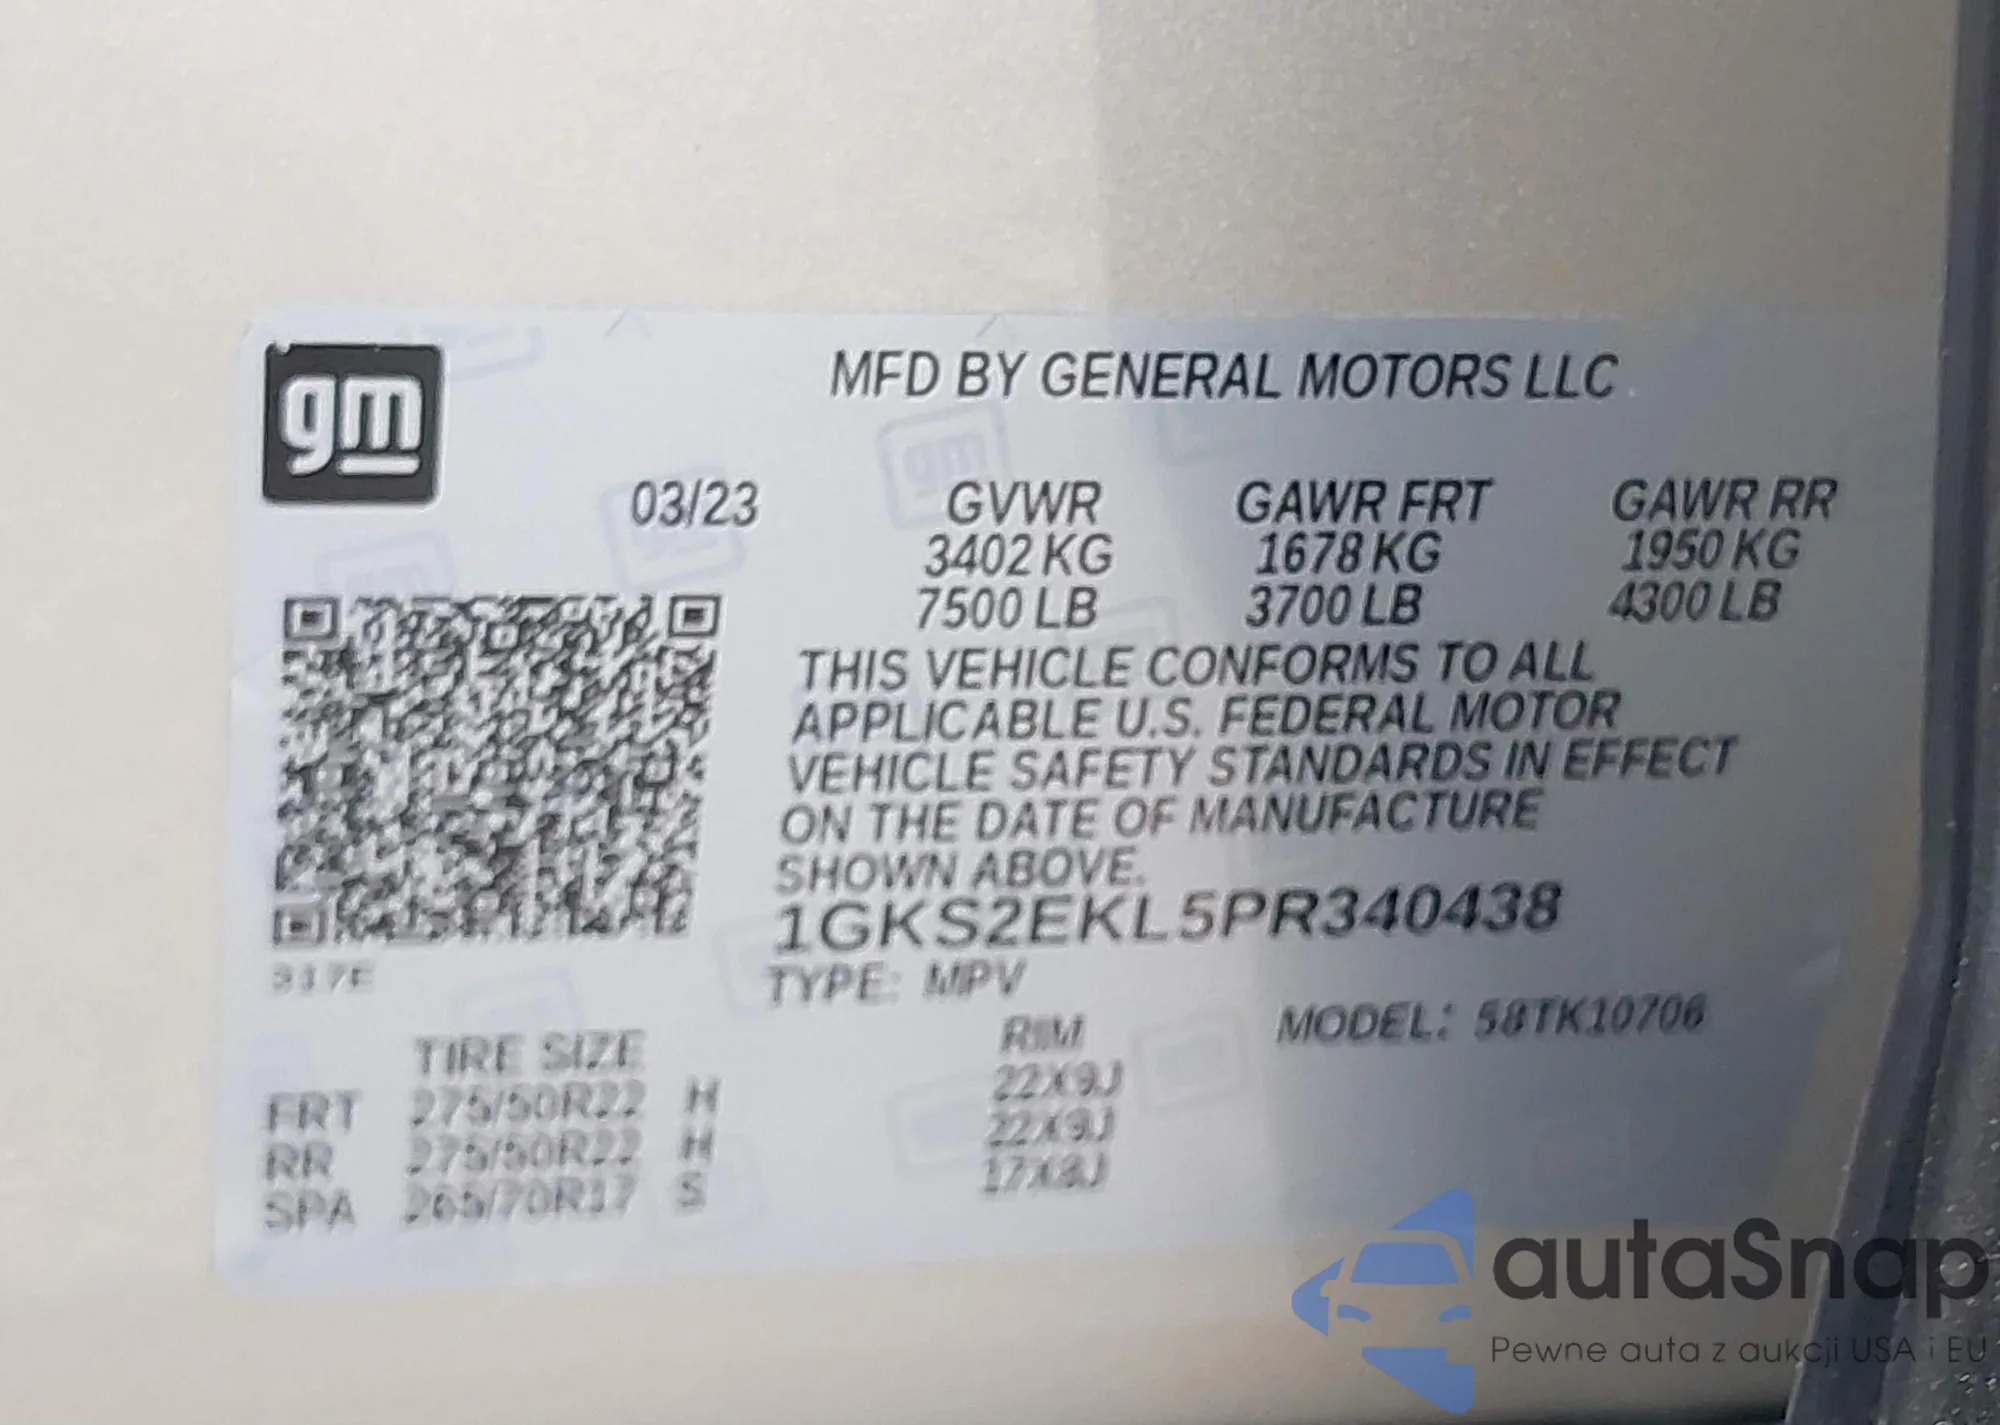 gm
MFD BY GENERAL MOTORS LLC
03/23 GVWR GAWR FRT GAWR RR
3402 KG 1678 KG 1950 KG
7500 LB 3700 LB 4300 LB
THIS VEHICLE CONFORMS TO ALL
APPLICABLE U.S. FEDERAL MOTOR
VEHICLE SAFETY STANDARDS IN EFFECT
ON THE DATE OF MANUFACTURE
SHOWN ABOVE.
1GKS2EKL5PR340438
317E
TYPE: MPV
MODEL: 58TK10706
TIRE SIZE RIM
FRT 275/50R22 H 22X9J
RR 275/50R22 H 22X9J
SPA 265/70R17 S 17X8J
autaSnap
Pewne auta z aukcji USA i EU